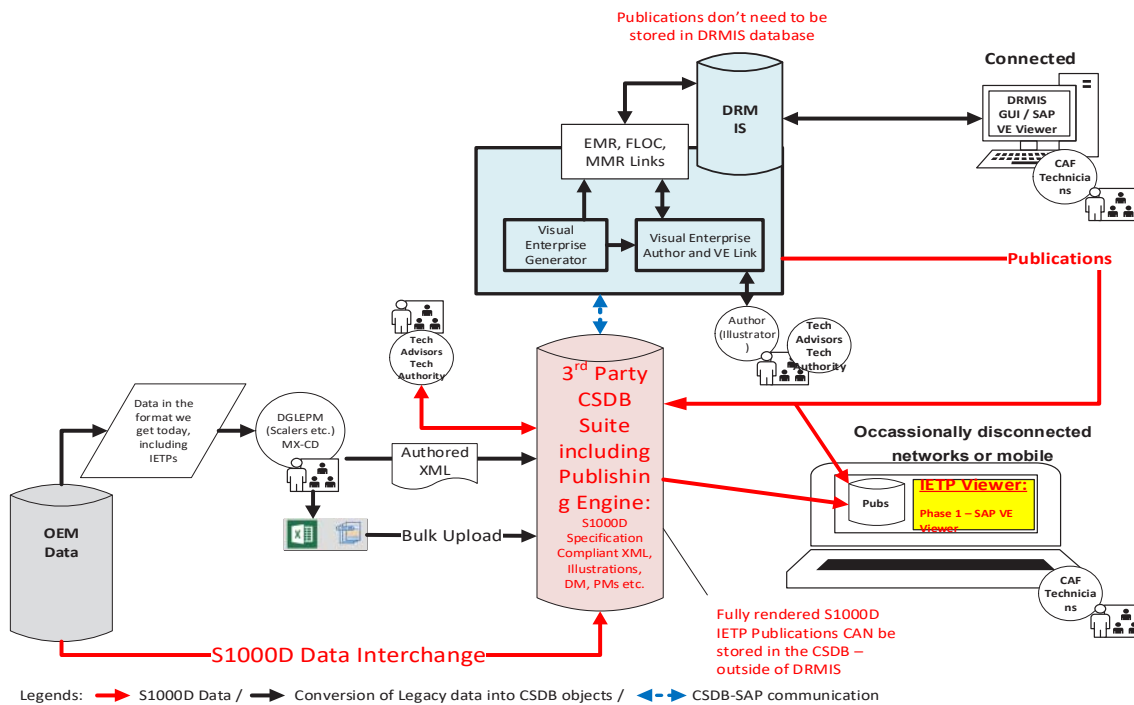 Publications don't need to be
stored in DRMIS database
Connected
DRM
IS
DRMIS
GUI / SAP
VE Viewer
CAF
Technicia
ns
EMR, FLOC,
MMR Links
Visual
Enterprise
Generator
Visual Enterprise
Author and VE Link
Publications
Tech
Advisors
Tech
Authority
Author
(Illustrator
)
Tech
Advisors
Tech
Authority
3rd Party
CSDB
Suite
including
Publishin
g Engine:
S1000D
Specification
Compliant XML,
Illustrations,
DM, PMs etc.
Data in the
format we
get today,
including
IETPs
DGLEPM
(Scalers etc.)
MX-CD
Authored
XML
Bulk Upload
OEM
Data
Occassionally disconnected
networks or mobile
Pubs
IETP Viewer:
Phase 1 – SAP VE
Viewer
CAF
Technicia
ns
Fully rendered S1000D
IETP Publications CAN be
stored in the CSDB –
outside of DRMIS
S1000D Data Interchange
Legends: S1000D Data / Conversion of Legacy data into CSDB objects / CSDB-SAP communication